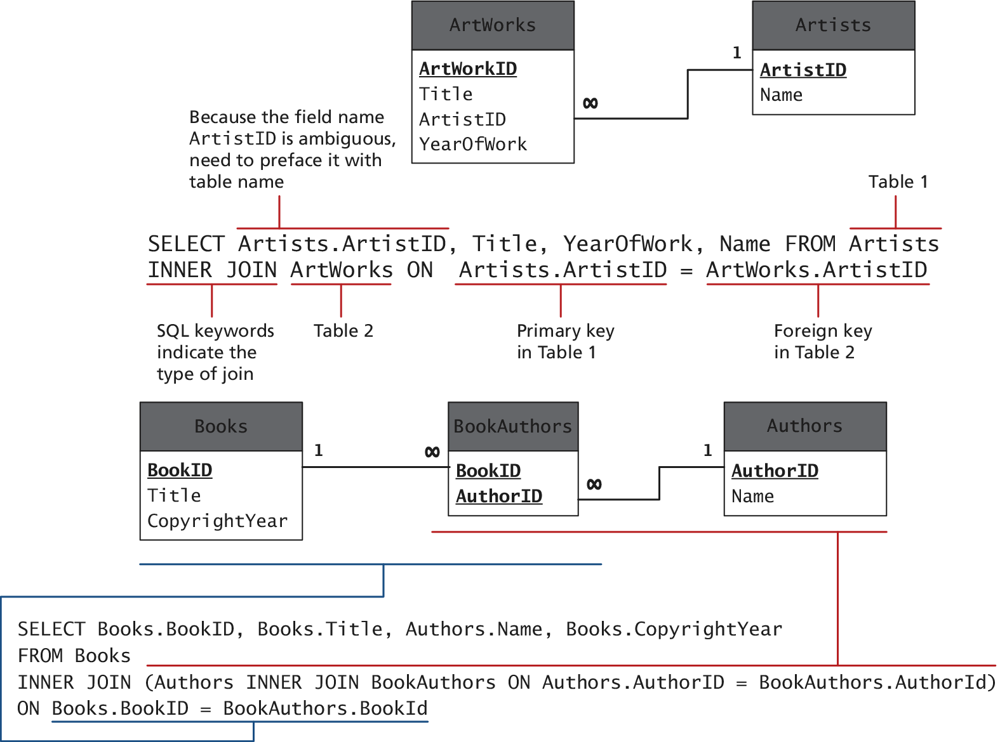 ArtWorks
ArtWorkID
Title
ArtistID
YearOfWork
∞
1
Artists
ArtistID
Name
Because the field name
ArtistID is ambiguous,
need to preface it with
table name
Table 1
SELECT Artists.ArtistID, Title, YearOfWork, Name FROM Artists
INNER JOIN ArtWorks ON Artists.ArtistID = ArtWorks.ArtistID
SQL keywords
indicate the
type of join
Table 2
Primary key
in Table 1
Foreign key
in Table 2
Books
BookID
Title
CopyrightYear
1
∞
BookAuthors
BookID
AuthorID
∞
1
Authors
AuthorID
Name
SELECT Books.BookID, Books.Title, Authors.Name, Books.CopyrightYear
FROM Books
INNER JOIN (Authors INNER JOIN BookAuthors ON Authors.AuthorID = BookAuthors.AuthorId)
ON Books.BookID = BookAuthors.BookId